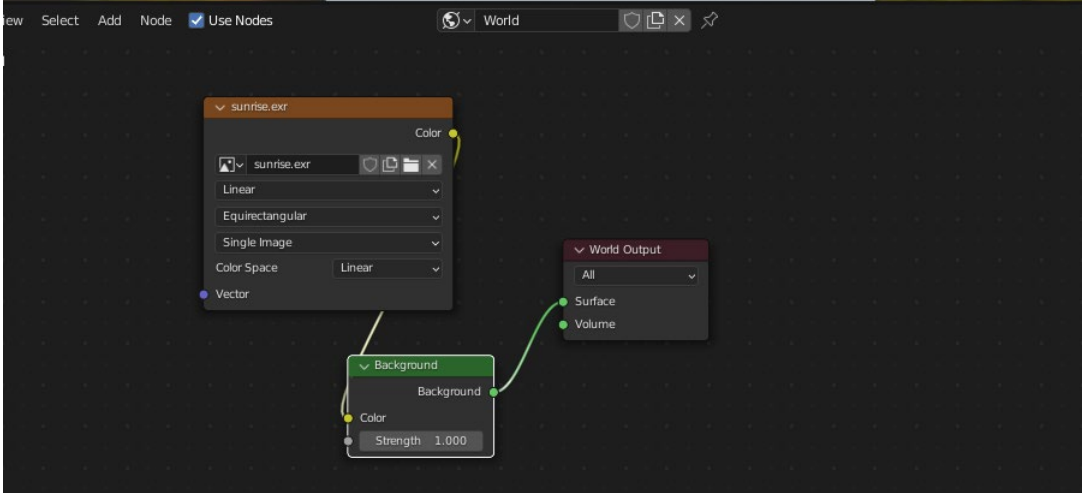 Select Add Node Use Nodes World
sunrise.exr
Color
sunrise.exr
Linear
Equirectangular
Single Image
Color Space Linear
Vector
World Output
All
Surface
Volume
Background
Background
Color
Strength 1.000